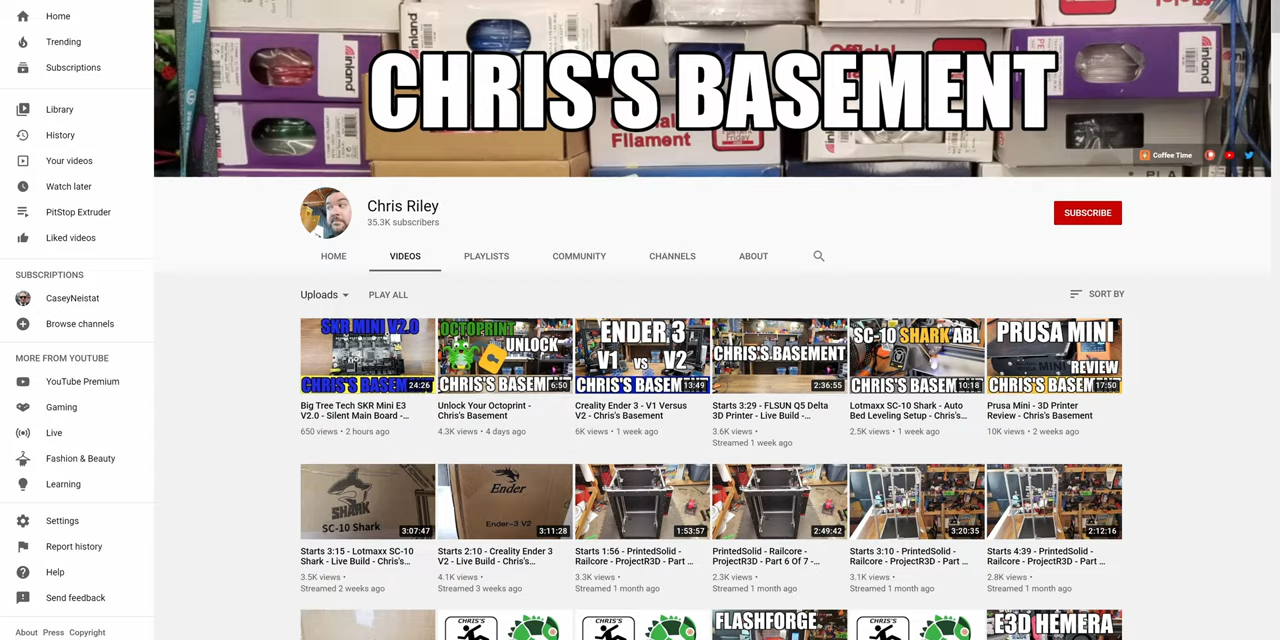 Home
Trending
Subscriptions
Library
History
Your videos
Watch later
PitStop Extruder
Liked videos
SUBSCRIPTIONS
CaseyNeistat
Browse channels
MORE FROM YOUTUBE
YouTube Premium
Gaming
Live
Fashion & Beauty
Learning
Settings
Report history
Help
Send feedback
About Press Copyright
inland
inland
inland
Filament
CHRIS'S BASEMENT
Coffee Time
Chris Riley
35.3K subscribers
SUBSCRIBE
HOME VIDEOS PLAYLISTS COMMUNITY CHANNELS ABOUT
Uploads PLAY ALL SORT BY
SKR MINI V2.0
CHRIS'S BASEM
24:26
Big Tree Tech SKR Mini E3
V2.0 - Silent Main Board -...
650 views • 2 hours ago
OCTOPRINT
UNLOCK
CHRIS'S BASEM
6:50
Unlock Your Octoprint -
Chris's Basement
4.3K views • 4 days ago
ENDER 3
V1 VS V2
CHRIS'S BASEM
13:49
Creality Ender 3 - V1 Versus
V2 - Chris's Basement
6K views • 1 week ago
CHRIS'S BASEMENT
2:36:55
Starts 3:29 - FLSUN Q5 Delta
3D Printer - Live Build -...
3.6K views •
Streamed 1 week ago
SC-10 SHARK ABL
CHRIS'S BASEM
10:18
Lotmaxx SC-10 Shark - Auto
Bed Leveling Setup - Chris's...
2.5K views • 1 week ago
PRUSA MINI
REVIEW
CHRIS'S BASEM
17:50
Prusa Mini - 3D Printer
Review - Chris's Basement
10K views • 2 weeks ago
SHARK
SC-10 Shark
3:07:47
Starts 3:15 - Lotmaxx SC-10
Shark - Live Build - Chris's...
3.5K views •
Streamed 2 weeks ago
Ender
Ender-3 V2
3:11:28
Starts 2:10 - Creality Ender 3
V2 - Live Build - Chris's...
4.1K views •
Streamed 3 weeks ago
1:53:57
Starts 1:56 - PrintedSolid -
Railcore - ProjectR3D - Part ...
3.3K views •
Streamed 1 month ago
2:49:42
PrintedSolid - Railcore -
ProjectR3D - Part 6 Of 7 -...
2.3K views •
Streamed 1 month ago
3:20:35
Starts 3:10 - PrintedSolid -
Railcore - ProjectR3D - Part ...
3.1K views •
Streamed 1 month ago
2:12:16
Starts 4:39 - PrintedSolid -
Railcore - ProjectR3D - Part ...
2.8K views •
Streamed 1 month ago
CHRIS'S
CHRIS'S
FLASHFORGE
CHRIS'S
E3D HEMERA